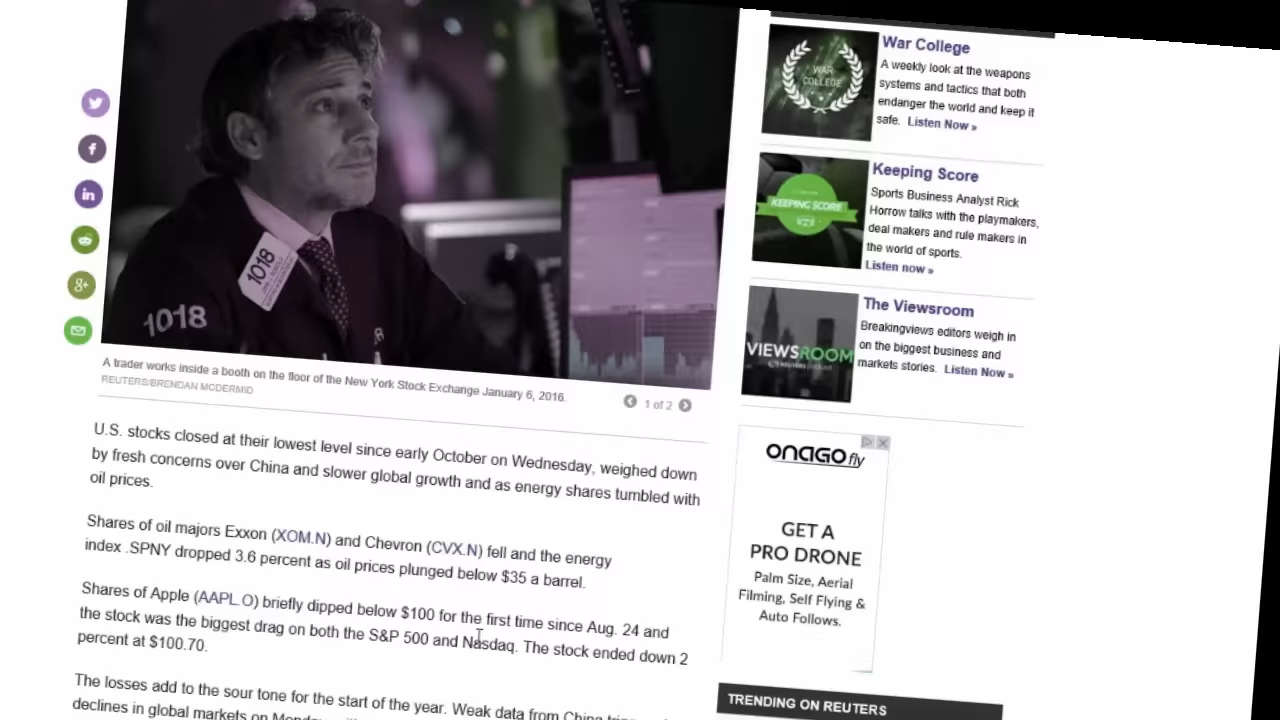 1018
1018
A trader works inside a booth on the floor of the New York Stock Exchange January 6, 2016.
REUTERS/BRENDAN MCDERMID
1 of 2
U.S. stocks closed at their lowest level since early October on Wednesday, weighed down
by fresh concerns over China and slower global growth and as energy shares tumbled with
oil prices.
Shares of oil majors Exxon (XOM.N) and Chevron (CVX.N) fell and the energy
index .SPNY dropped 3.6 percent as oil prices plunged below $35 a barrel.
Shares of Apple (AAPL.O) briefly dipped below $100 for the first time since Aug. 24 and
the stock was the biggest drag on both the S&P 500 and Nasdaq. The stock ended down 2
percent at $100.70.
The losses add to the sour tone for the start of the year. Weak data from China
declines in global markets on
WAR
COLLEGE
War College
A weekly look at the weapons
systems and tactics that both
endanger the world and keep it
safe. Listen Now »
KEEPING SCORE
Keeping Score
Sports Business Analyst Rick
Horrow talks with the playmakers,
deal makers and rule makers in
the world of sports.
Listen now »
VIEWSROOM
The Viewsroom
Breakingviews editors weigh in
on the biggest business and
markets stories. Listen Now »
onAGOfly
GET A
PRO DRONE
Palm Size, Aerial
Filming, Self Flying &
Auto Follows.
TRENDING ON REUTERS